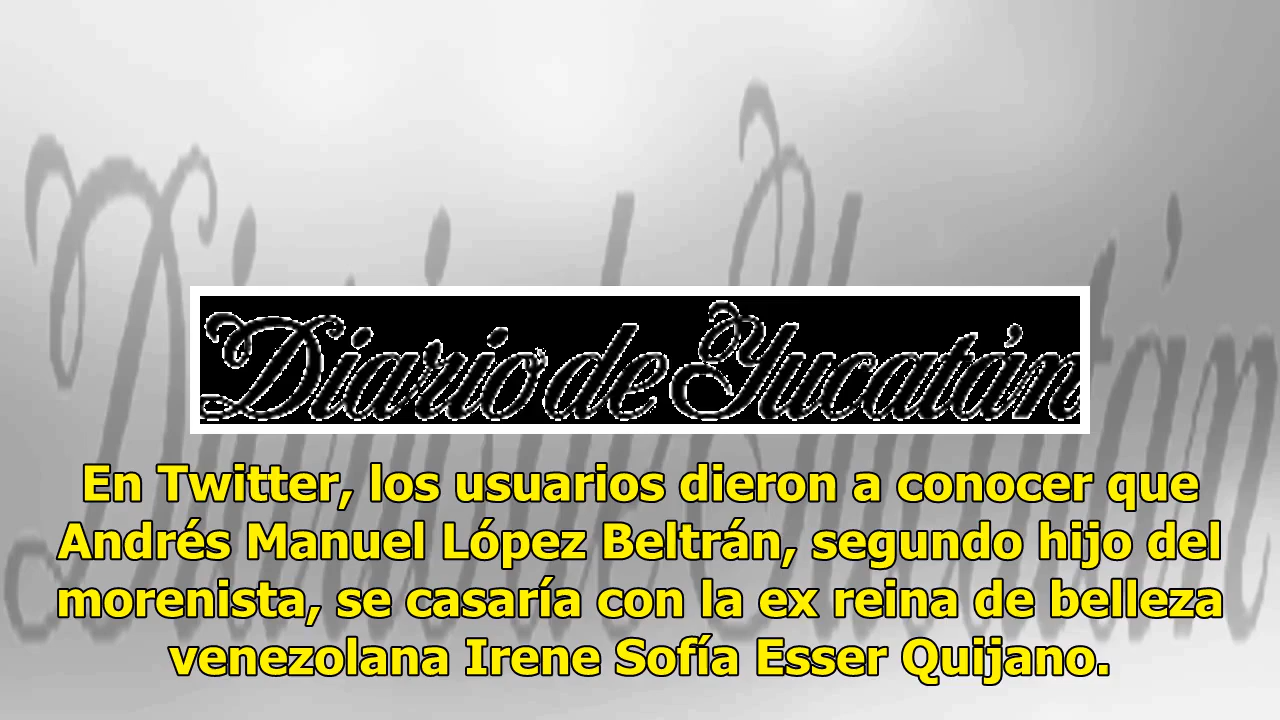 Diario de Yucatán
En Twitter, los usuarios dieron a conocer que
Andrés Manuel López Beltrán, segundo hijo del
morenista, se casaría con la ex reina de belleza
venezolana Irene Sofía Esser Quijano.